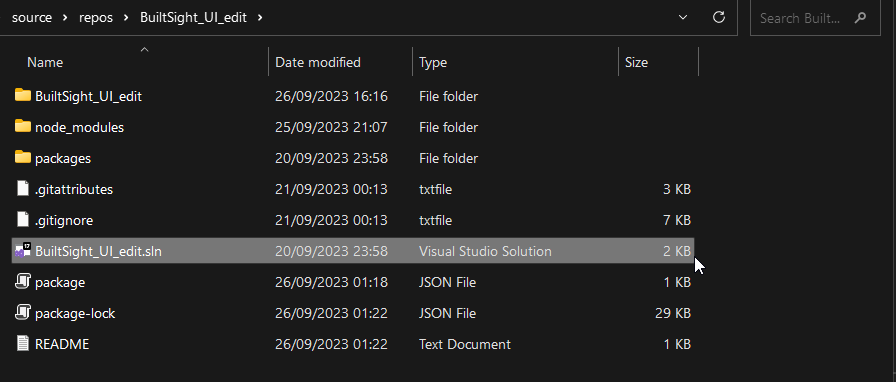 source > repos > BuiltSight_UI_edit >
Search Built...
Name Date modified Type Size
BuiltSight_UI_edit 26/09/2023 16:16 File folder
node_modules 25/09/2023 21:07 File folder
packages 20/09/2023 23:58 File folder
.gitattributes 21/09/2023 00:13 txtfile 3 KB
.gitignore 21/09/2023 00:13 txtfile 7 KB
BuiltSight_UI_edit.sln 20/09/2023 23:58 Visual Studio Solution 2 KB
package 26/09/2023 01:18 JSON File 1 KB
package-lock 26/09/2023 01:22 JSON File 29 KB
README 26/09/2023 01:22 Text Document 1 KB